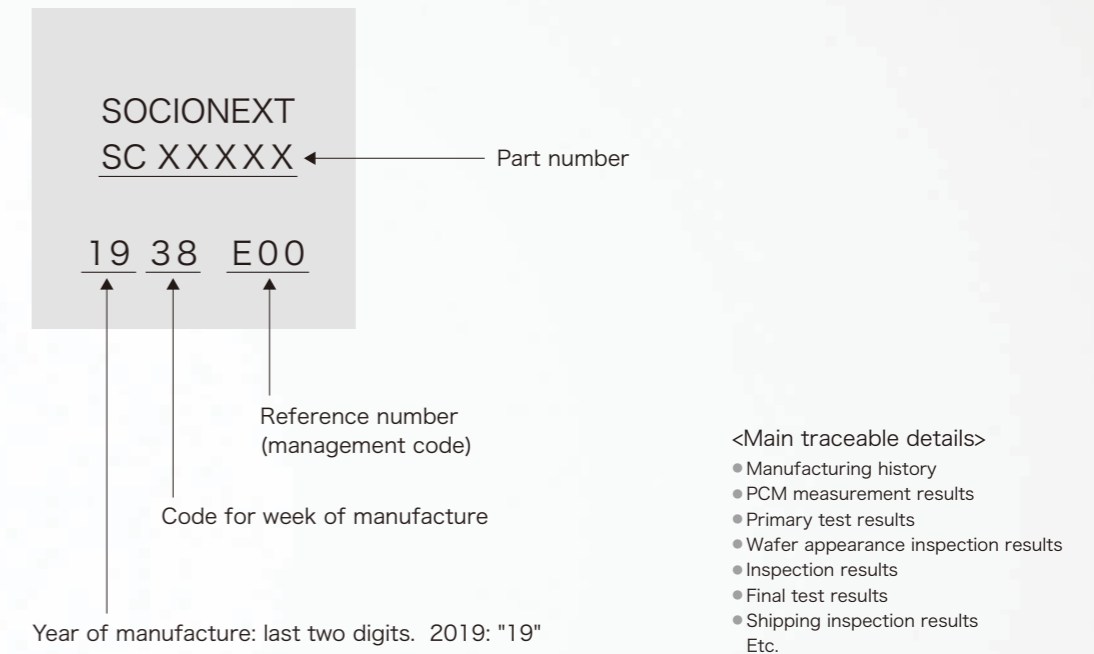 SOCIONEXT
SC XXXXX
Part number
19 38 E00
Reference number
(management code)
Code for week of manufacture
Year of manufacture: last two digits. 2019: "19"
<Main traceable details>
● Manufacturing history
● PCM measurement results
● Primary test results
● Wafer appearance inspection results
● Inspection results
● Final test results
● Shipping inspection results
Etc.